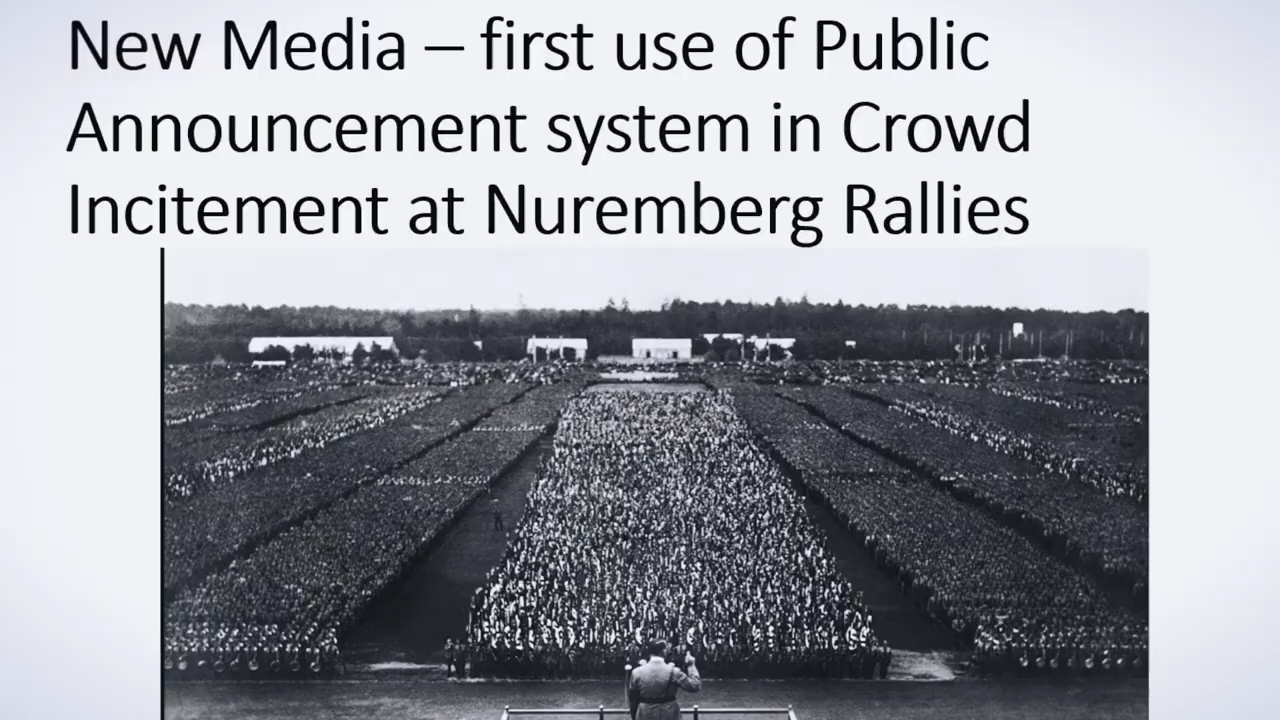 New Media – first use of Public
Announcement system in Crowd
Incitement at Nuremberg Rallies